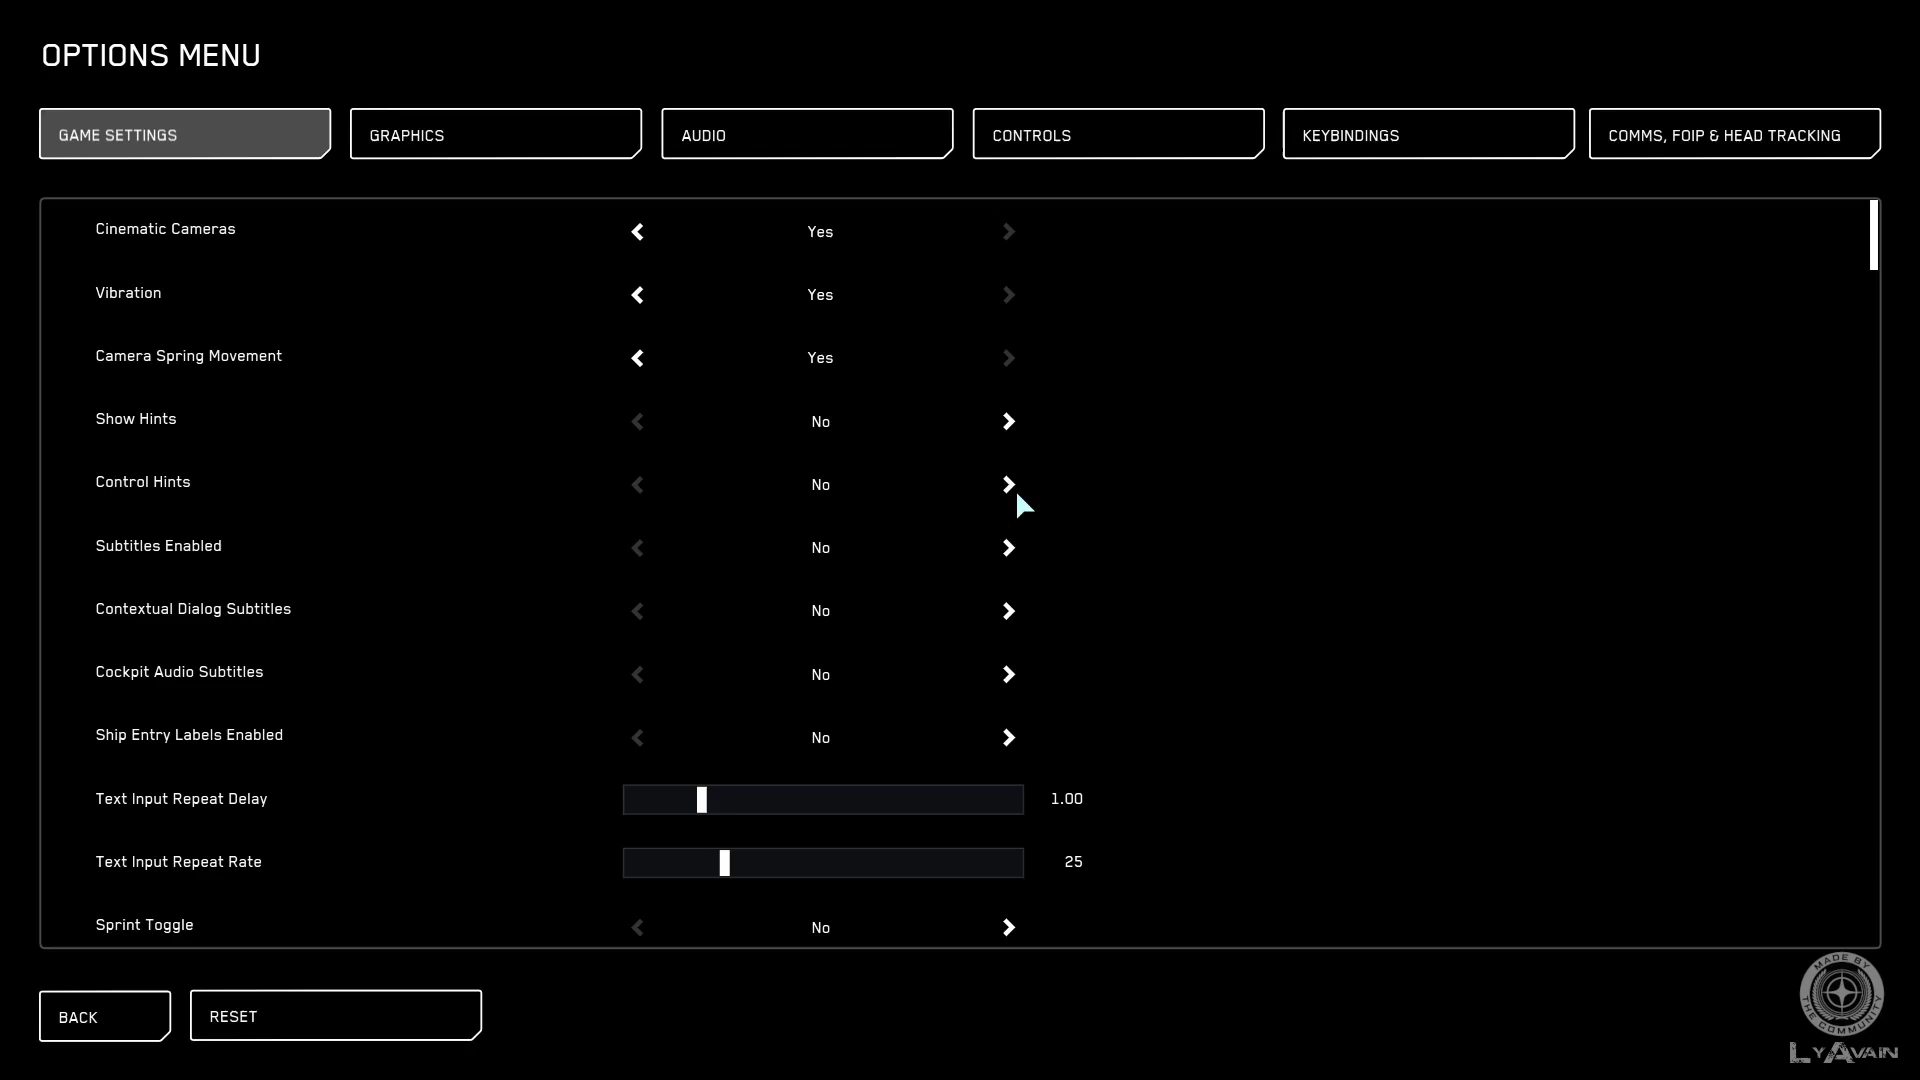 OPTIONS MENU
GAME SETTINGS
GRAPHICS
AUDIO
CONTROLS
KEYBINDINGS
COMMS, FOIP & HEAD TRACKING
Cinematic Cameras
Yes
Vibration
Yes
Camera Spring Movement
Yes
Show Hints
No
Control Hints
No
Subtitles Enabled
No
Contextual Dialog Subtitles
No
Cockpit Audio Subtitles
No
Ship Entry Labels Enabled
No
Text Input Repeat Delay
1.00
Text Input Repeat Rate
25
Sprint Toggle
No
BACK
RESET
MADE BY
THE COMMUNITY
LyAvain